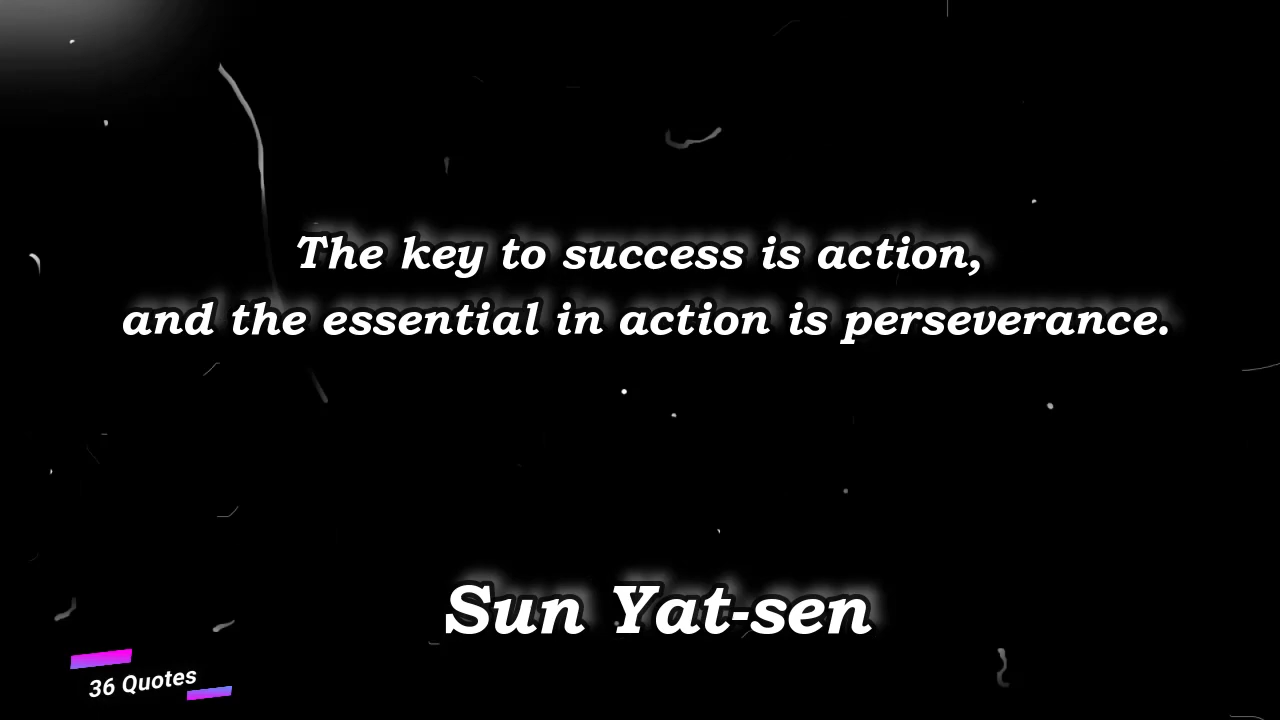 The key to success is action,
and the essential in action is perseverance.
Sun Yat-sen
36 Quotes